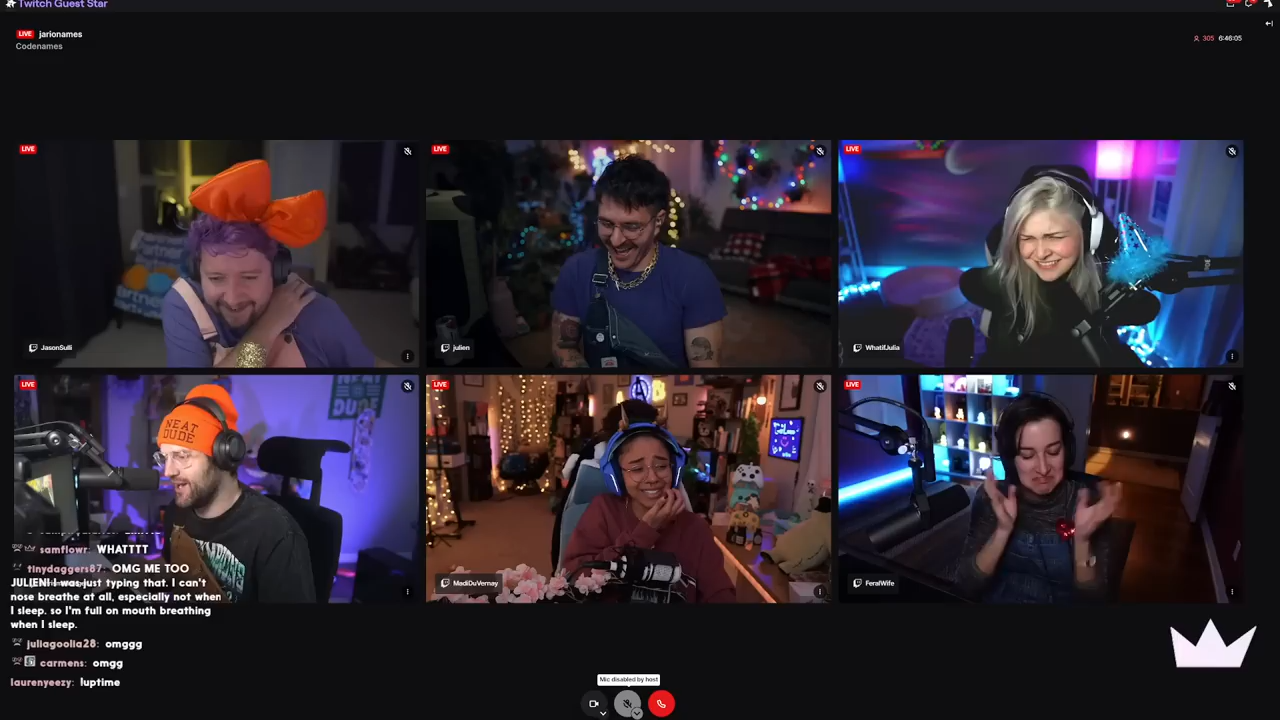 Twitch Guest Star
LIVE jarionames
Codenames
305 6:46:05
LIVE
LIVE
LIVE
JasonSulli
julien
WhatIfJulia
LIVE
LIVE
LIVE
NEAT DUDE
NEAT
DUDE
MadiDuVernay
FeralWife
samflowr: WHATTTT
tinydaggers87: OMG ME TOO
JULIEN! I was just typing that. I can't
nose breathe at all, especially not when
I sleep. so I'm full on mouth breathing
when I sleep.
juliagoolia28: omggg
carmens: omgg
laurenyeezy: !uptime
Mic disabled by host